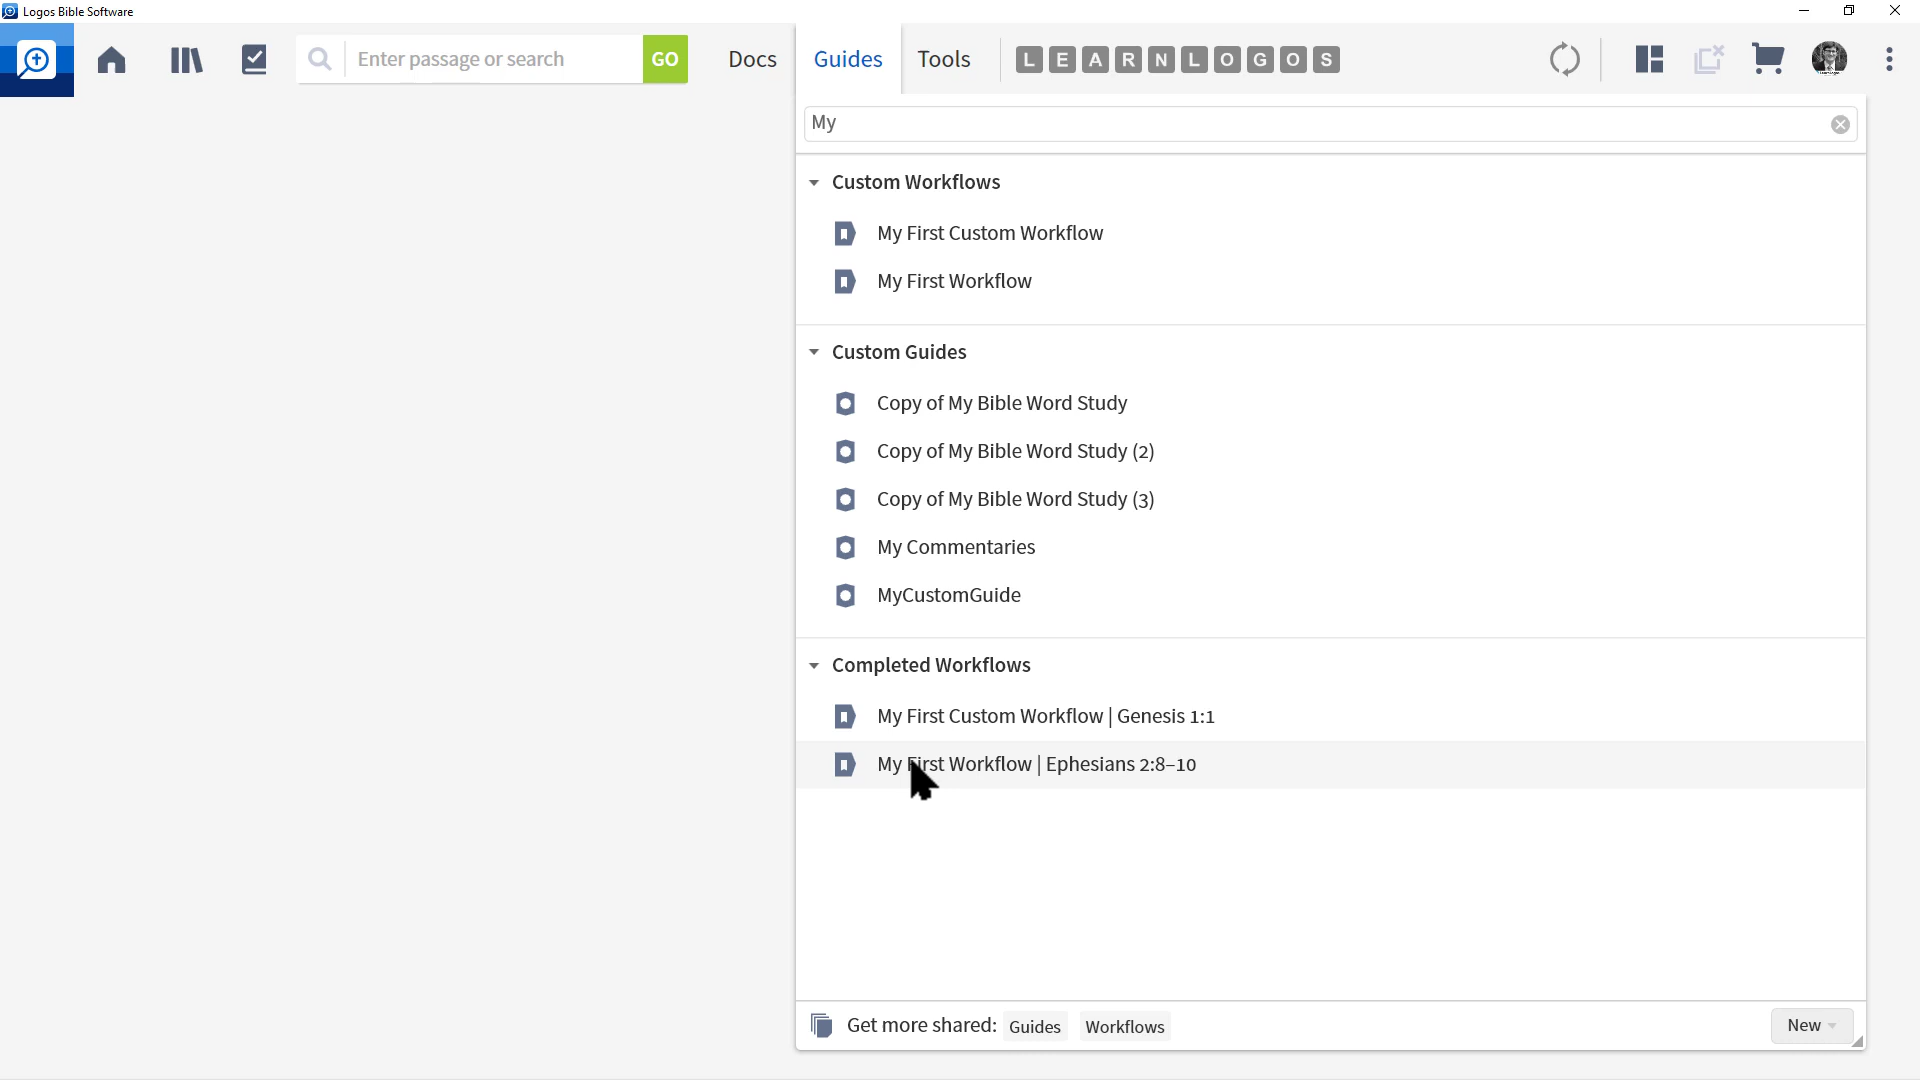 Logos Bible Software
Enter passage or search
GO
Docs
Guides
Tools
L E A R N L O G O S
My
Custom Workflows
My First Custom Workflow
My First Workflow
Custom Guides
Copy of My Bible Word Study
Copy of My Bible Word Study (2)
Copy of My Bible Word Study (3)
My Commentaries
MyCustomGuide
Completed Workflows
My First Custom Workflow | Genesis 1:1
My First Workflow | Ephesians 2:8–10
Get more shared: Guides Workflows
New